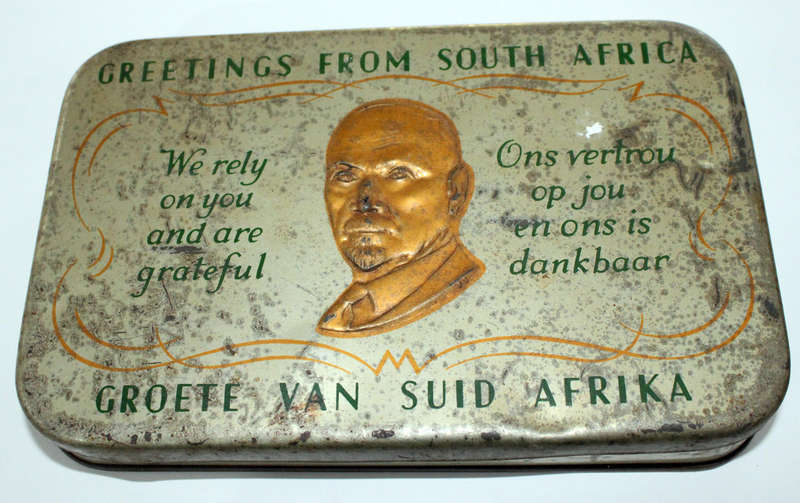 GREETINGS FROM SOUTH AFRICA
We rely
on you
and are
grateful
Ons vertrou
op jou
en ons is
dankbaar
GROETE VAN SUID AFRIKA